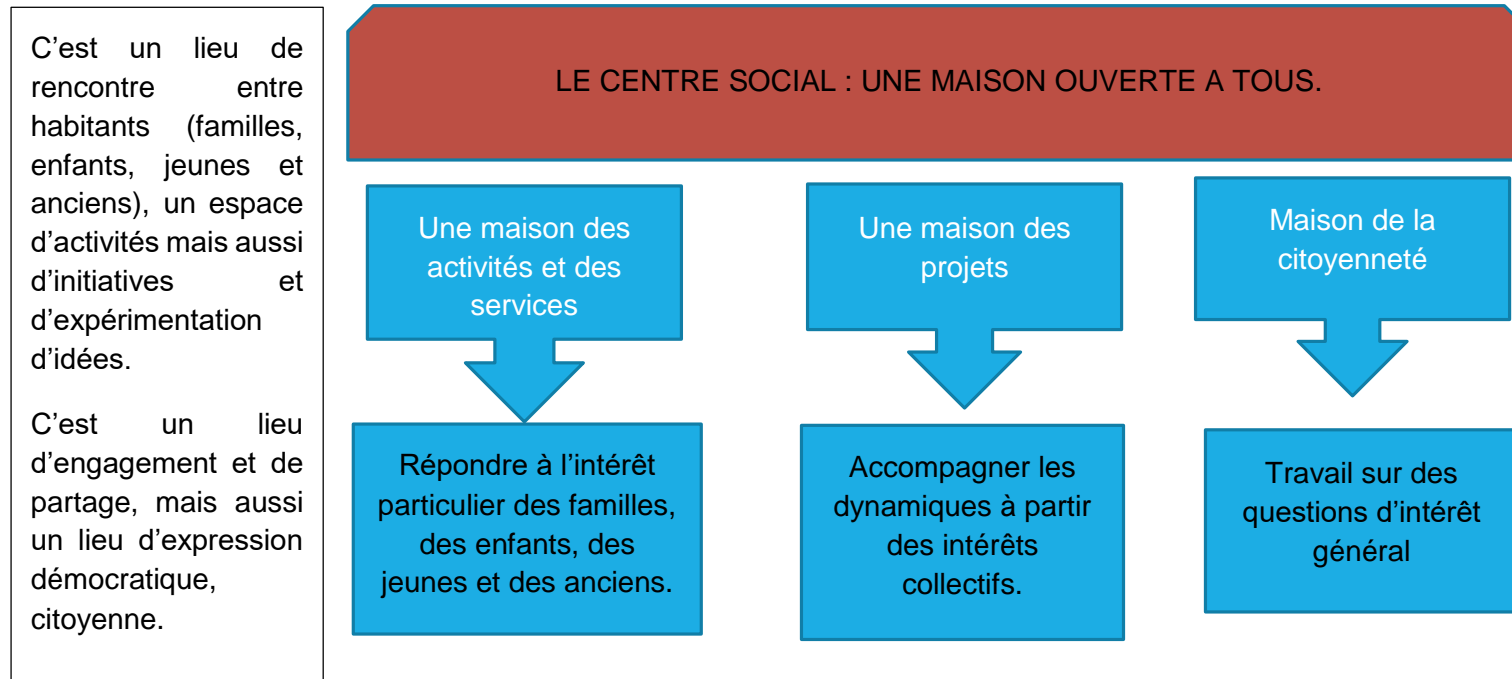 C’est un lieu de
rencontre entre
habitants (familles,
enfants, jeunes et
anciens), un espace
d’activités mais aussi
d’initiatives et
d’expérimentation
d’idées.
C’est un lieu
d’engagement et de
partage, mais aussi
un lieu d’expression
démocratique,
citoyenne.
LE CENTRE SOCIAL : UNE MAISON OUVERTE A TOUS.
Une maison des
activités et des
services
Répondre à l’intérêt
particulier des familles,
des enfants, des
jeunes et des anciens.
Une maison des
projets
Accompagner les
dynamiques à partir
des intérêts
collectifs.
Maison de la
citoyenneté
Travail sur des
questions d’intérêt
général